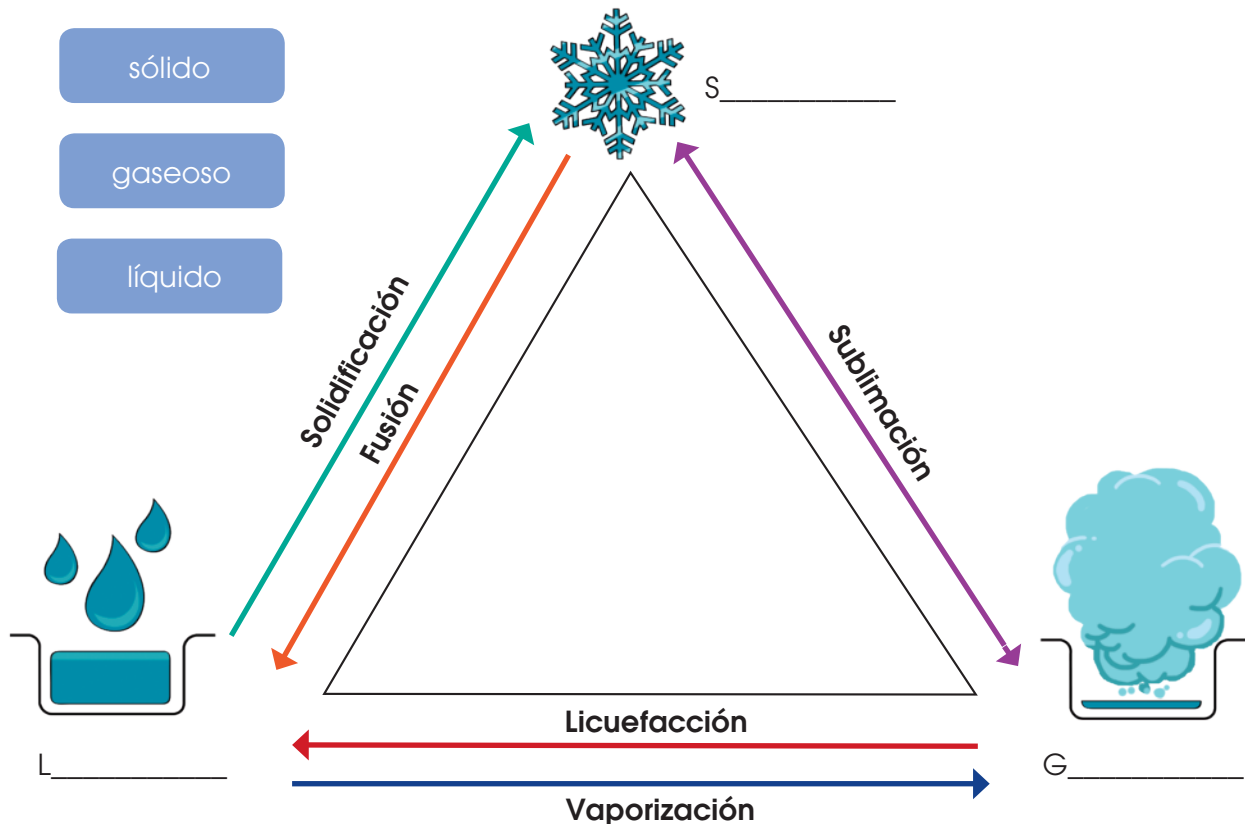 sólido
gaseoso
líquido
S___________
Solidificación
Fusión
Sublimación
L___________
Licuefacción
Vaporización
G___________